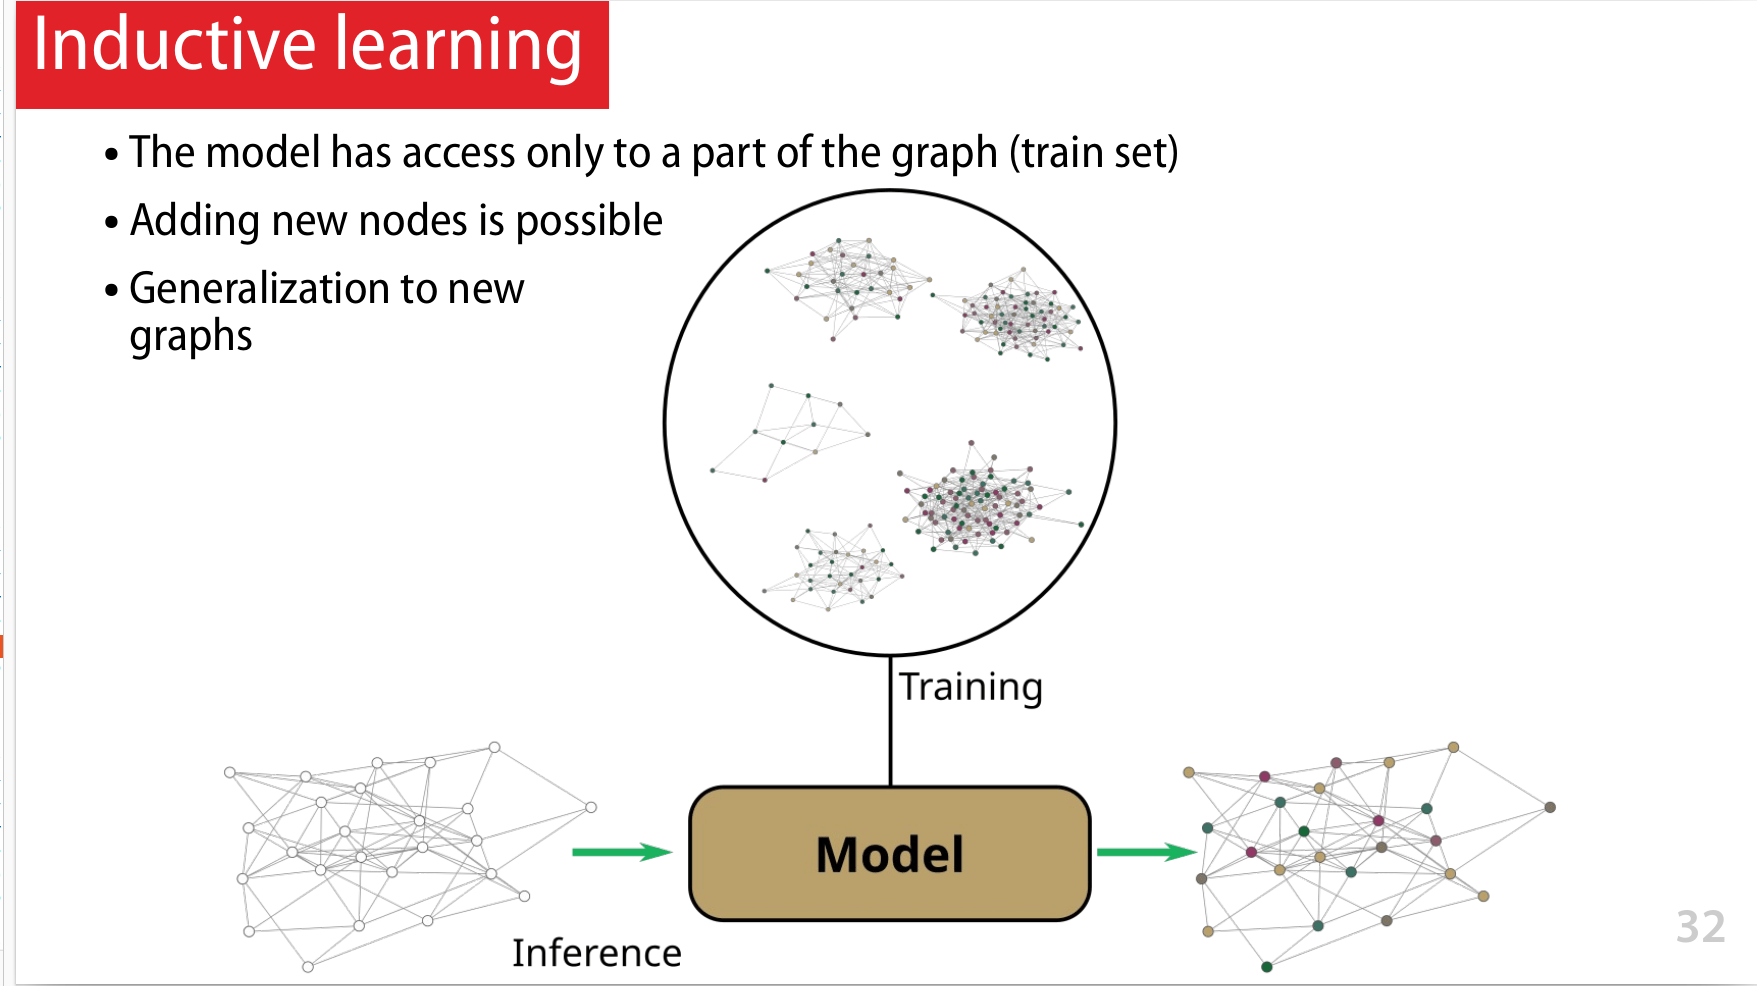 Inductive learning
• The model has access only to a part of the graph (train set)
• Adding new nodes is possible
• Generalization to new
graphs
Training
Model
Inference
32